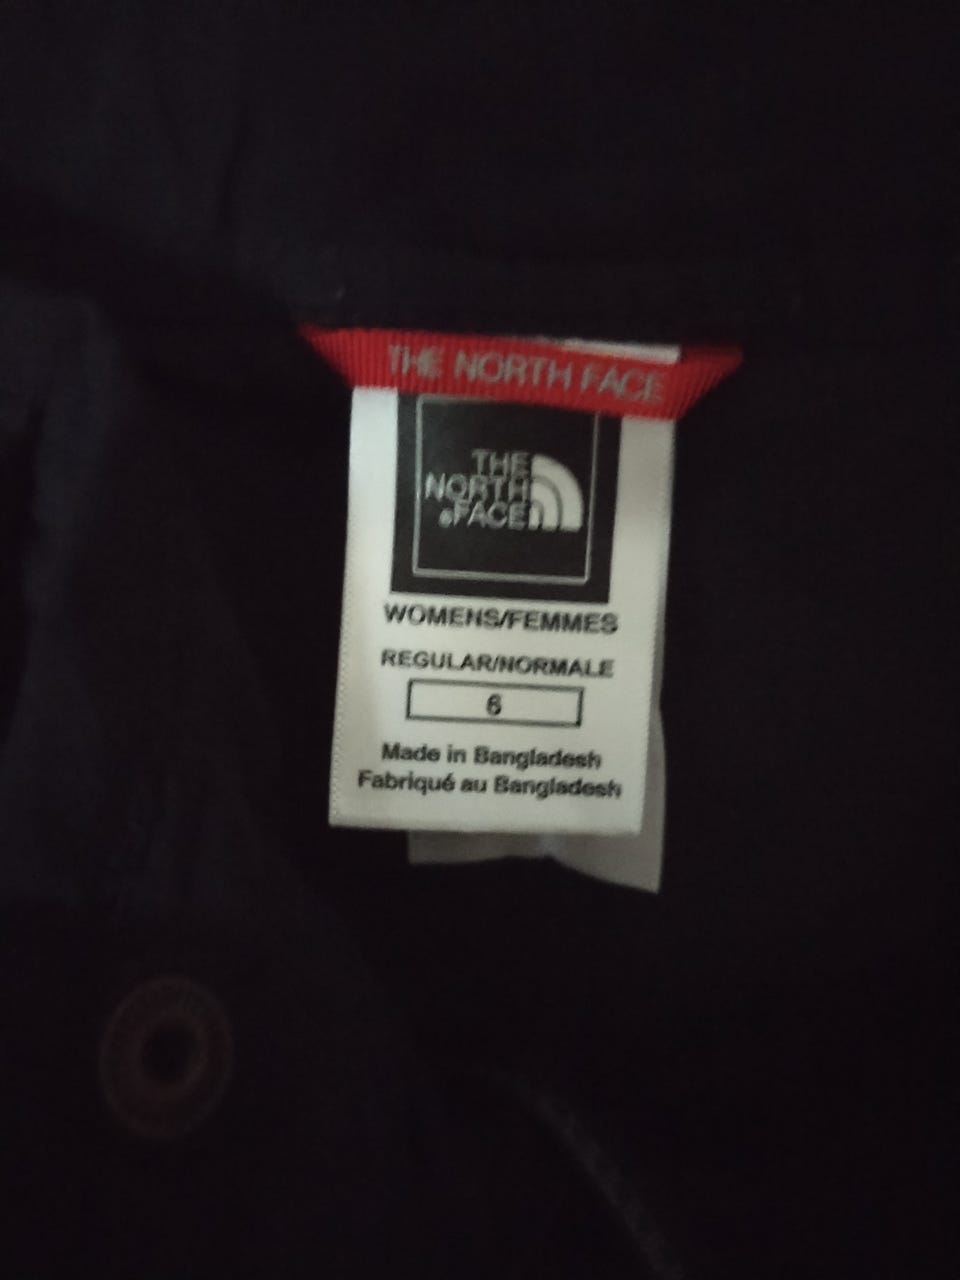 THE NORTH FACE
THE
NORTH
FACE
WOMENS/FEMMES
REGULAR/NORMALE
6
Made in Bangladesh
Fabriqué au Bangladesh